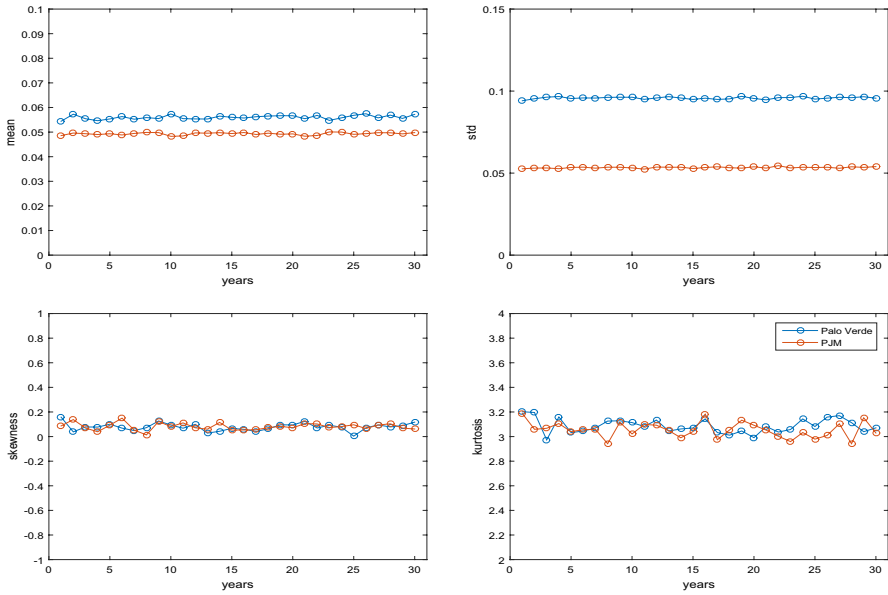 mean
0.1
0.09
0.08
0.07
0.06
0.05
0.04
0.03
0.02
0.01
0
0 5 10 15 20 25 30
years
std
0.15
0.1
0.05
0
0 5 10 15 20 25 30
years
skewness
1
0.8
0.6
0.4
0.2
0
-0.2
-0.4
-0.6
-0.8
-1
0 5 10 15 20 25 30
years
kurtosis
4
3.8
3.6
3.4
3.2
3
2.8
2.6
2.4
2.2
2
0 5 10 15 20 25 30
years
Palo Verde
PJM